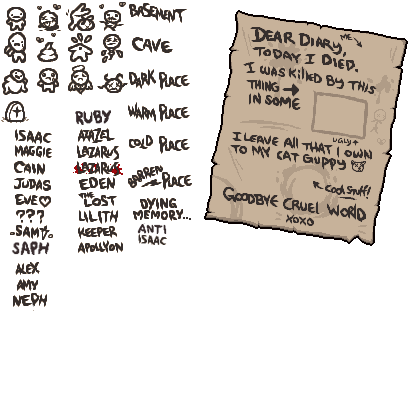 BASEMENT
CAVE
DARK PLACE
WARM PLACE
COLD PLACE
BARREN PLACE
DYING
MEMORY...
ANTI
ISAAC
ISAAC
MAGGIE
CAIN
JUDAS
EVE♡
???
SAMS
SAPH
ALEX
AMY
NEPH
RUBY
AZAZEL
LAZARUS
LAZARUS
EDEN
THE
LOST
LILITH
KEEPER
APOLLYON
DEAR DIARY,
ME
TODAY I DIED.
I WAS KILLED BY THIS
THING →
IN SOME
UGLY↑
I LEAVE ALL THAT I OWN
TO MY CAT GUPPY
COOL STUFF!
GOODBYE CRUEL WORLD
XOXO